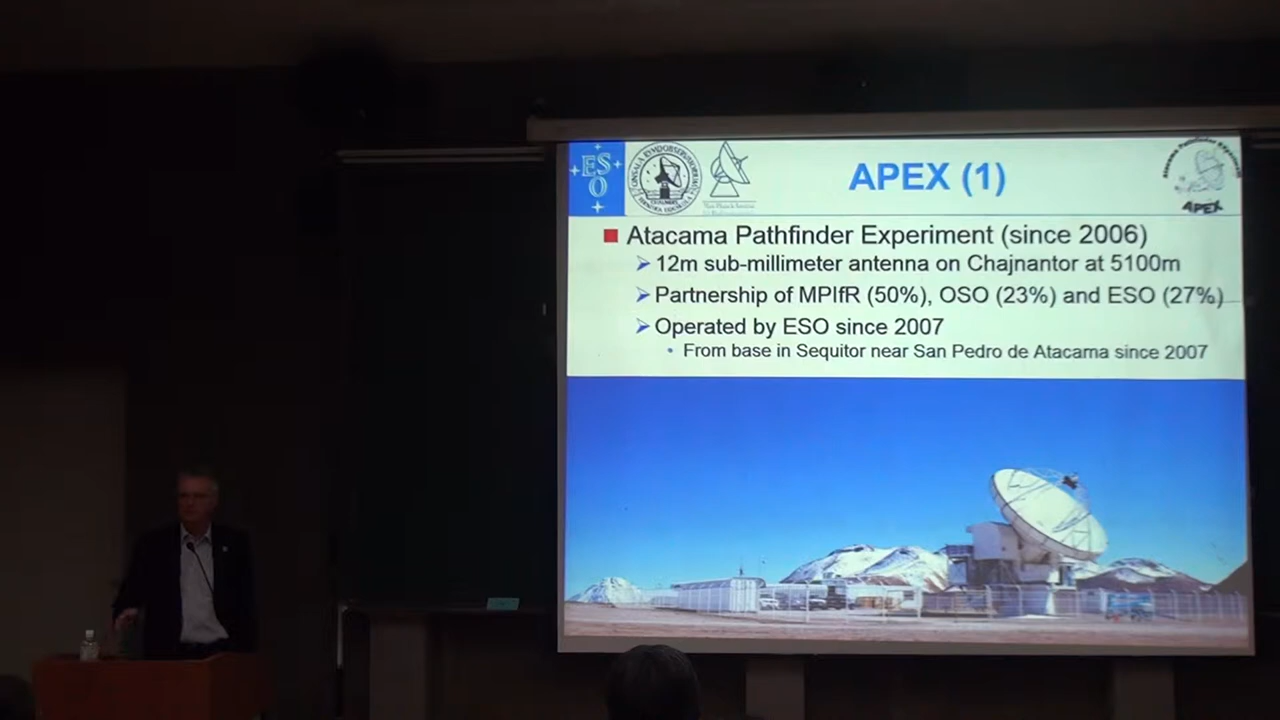 ES
O
APEX (1)
APEX
Atacama Pathfinder Experiment (since 2006)
12m sub-millimeter antenna on Chajnantor at 5100m
Partnership of MPIfR (50%), OSO (23%) and ESO (27%)
Operated by ESO since 2007
• From base in Sequitor near San Pedro de Atacama since 2007